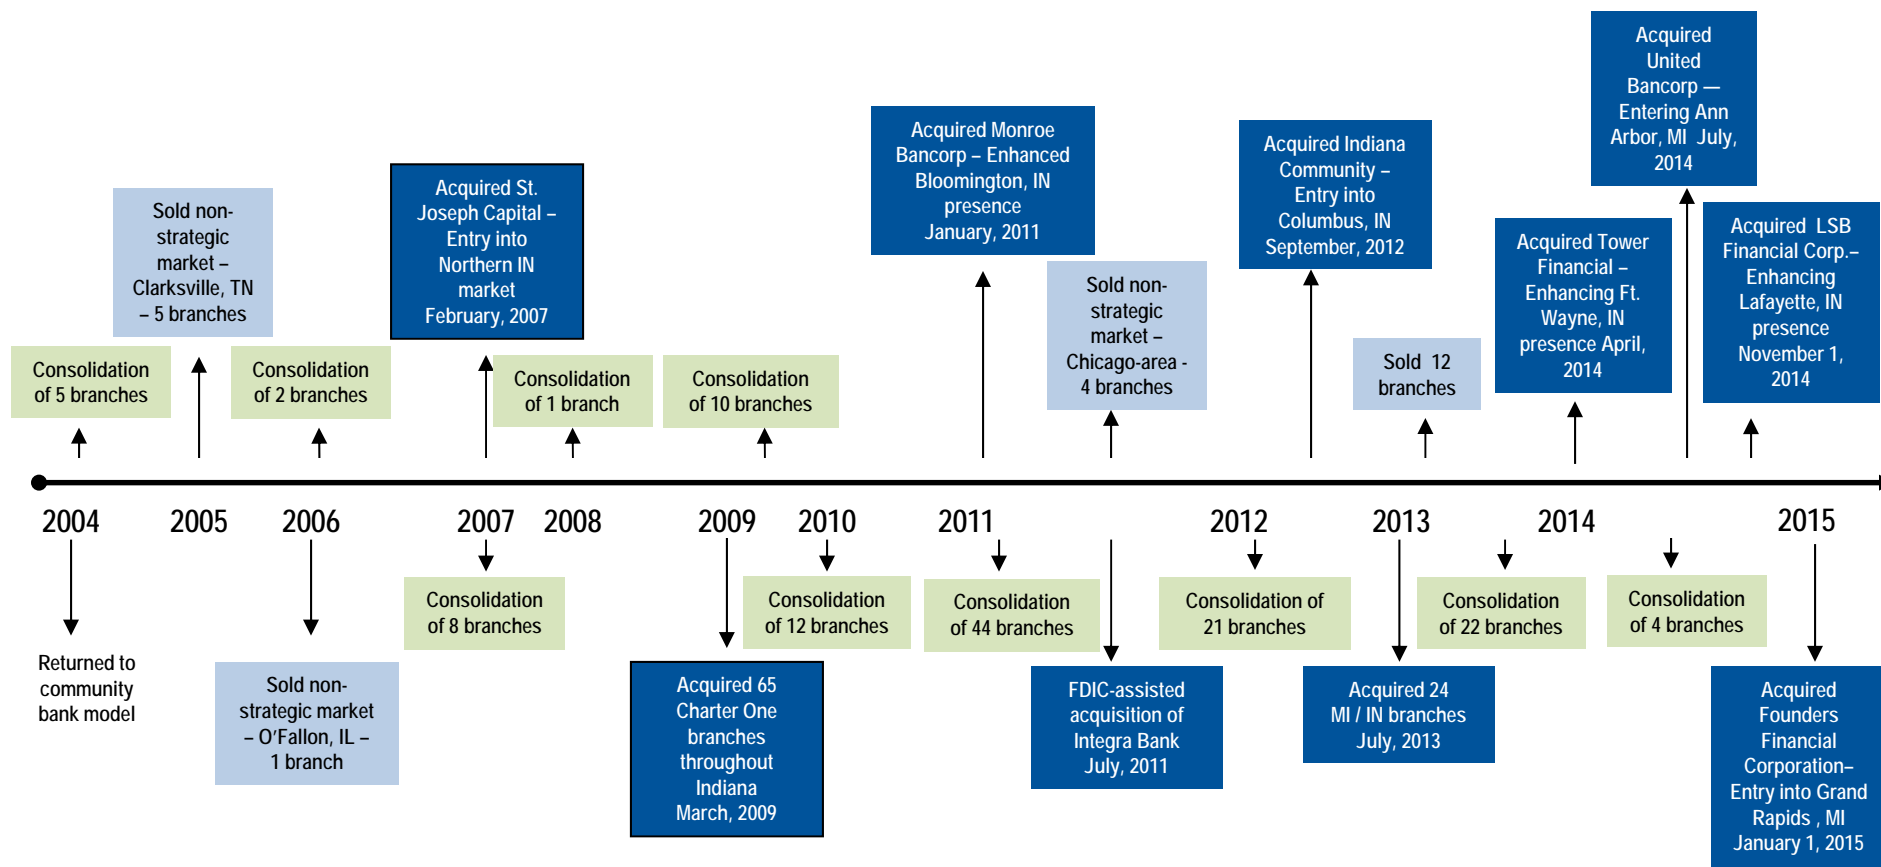 Acquired
United
Bancorp —
Entering Ann
Arbor, MI July,
2014
Acquired Monroe
Bancorp – Enhanced
Bloomington, IN
presence
January, 2011
Acquired Indiana
Community –
Entry into
Columbus, IN
September, 2012
Acquired St.
Joseph Capital –
Entry into
Northern IN
market
February, 2007
Sold non-
strategic
market –
Clarksville, TN
– 5 branches
Acquired LSB
Financial Corp.–
Enhancing
Lafayette, IN
presence
November 1,
2014
Acquired Tower
Financial –
Enhancing Ft.
Wayne, IN
presence April,
2014
Sold non-
strategic
market –
Chicago-area -
4 branches
Consolidation
of 5 branches
Consolidation
of 2 branches
Consolidation
of 1 branch
Consolidation
of 10 branches
Sold 12
branches
2004
2005
2006
2007
2008
2009
2010
2011
2012
2013
2014
2015
Consolidation
of 8 branches
Consolidation
of 12 branches
Consolidation
of 44 branches
Consolidation of
21 branches
Consolidation
of 22 branches
Consolidation
of 4 branches
Returned to
community
bank model
Sold non-
strategic market
– O’Fallon, IL –
1 branch
Acquired 65
Charter One
branches
throughout
Indiana
March, 2009
FDIC-assisted
acquisition of
Integra Bank
July, 2011
Acquired 24
MI / IN branches
July, 2013
Acquired
Founders
Financial
Corporation–
Entry into Grand
Rapids , MI
January 1, 2015